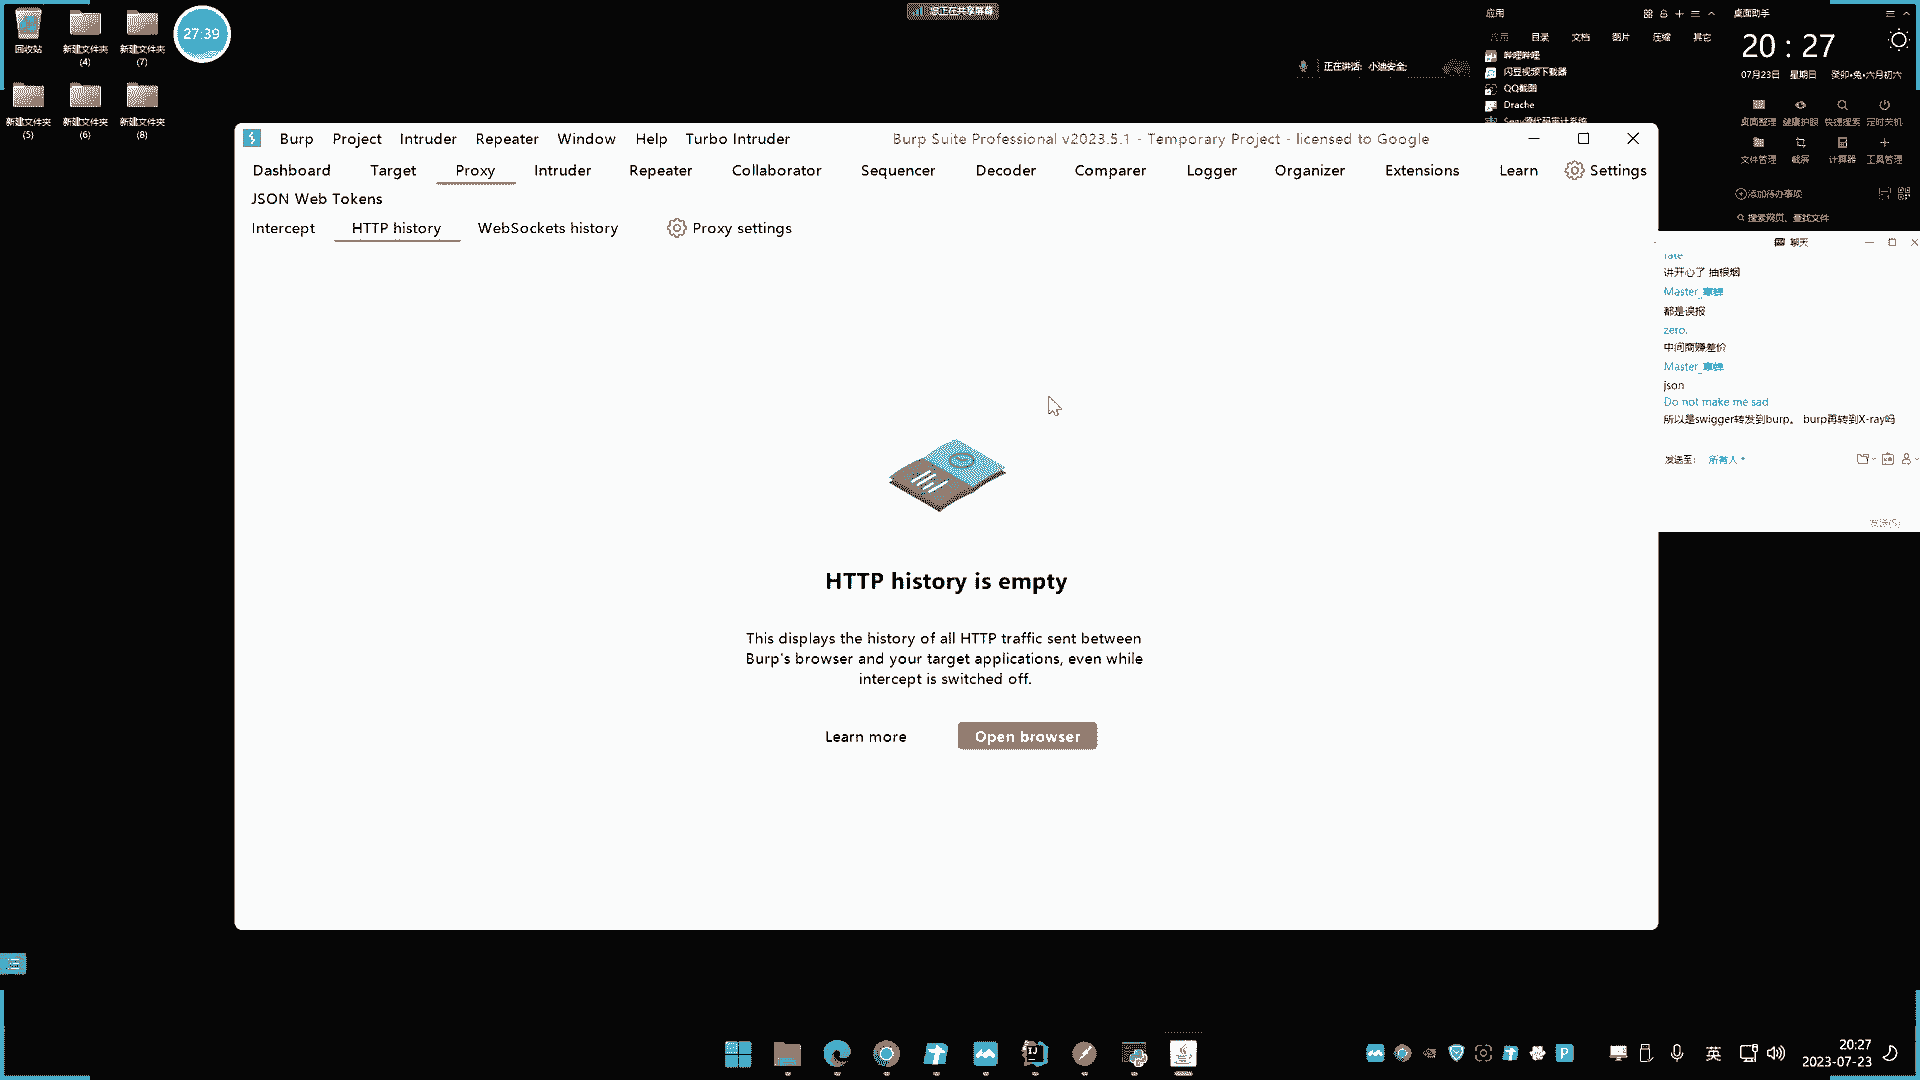 回收站
新建文件夹
(4)
新建文件夹
(7)
27:39
新建文件夹
(5)
新建文件夹
(6)
新建文件夹
(8)
您正在共享屏幕
正在讲话: 小迪安全;
应用
目录
文档
图片
压缩
其它
哔哩哔哩
闪豆视频下载器
QQ截图
Drache
Seay源代码审计系统
桌面助手
20 : 27
07月23日 星期日 癸卯•兔•六月初六
桌面整理 健康护眼 快捷搜索 定时关机
文件管理 截屏 计算器 工具管理
添加待办事项
搜索网页、查找文件
Burp Project Intruder Repeater Window Help Turbo Intruder
Burp Suite Professional v2023.5.1 - Temporary Project - licensed to Google
Dashboard Target Proxy Intruder Repeater Collaborator Sequencer Decoder Comparer Logger Organizer Extensions Learn Settings
JSON Web Tokens
Intercept HTTP history WebSockets history Proxy settings
HTTP history is empty
This displays the history of all HTTP traffic sent between
Burp's browser and your target applications, even while
intercept is switched off.
Learn more Open browser
聊天
讲开心了 抽根烟
都是误报
zero.
中间商赚差价
json
Do not make me sad
所以是swigger转发到burp。 burp再转到X-ray吗
发送至: 所有人
发送(S)
英
20:27
2023-07-23